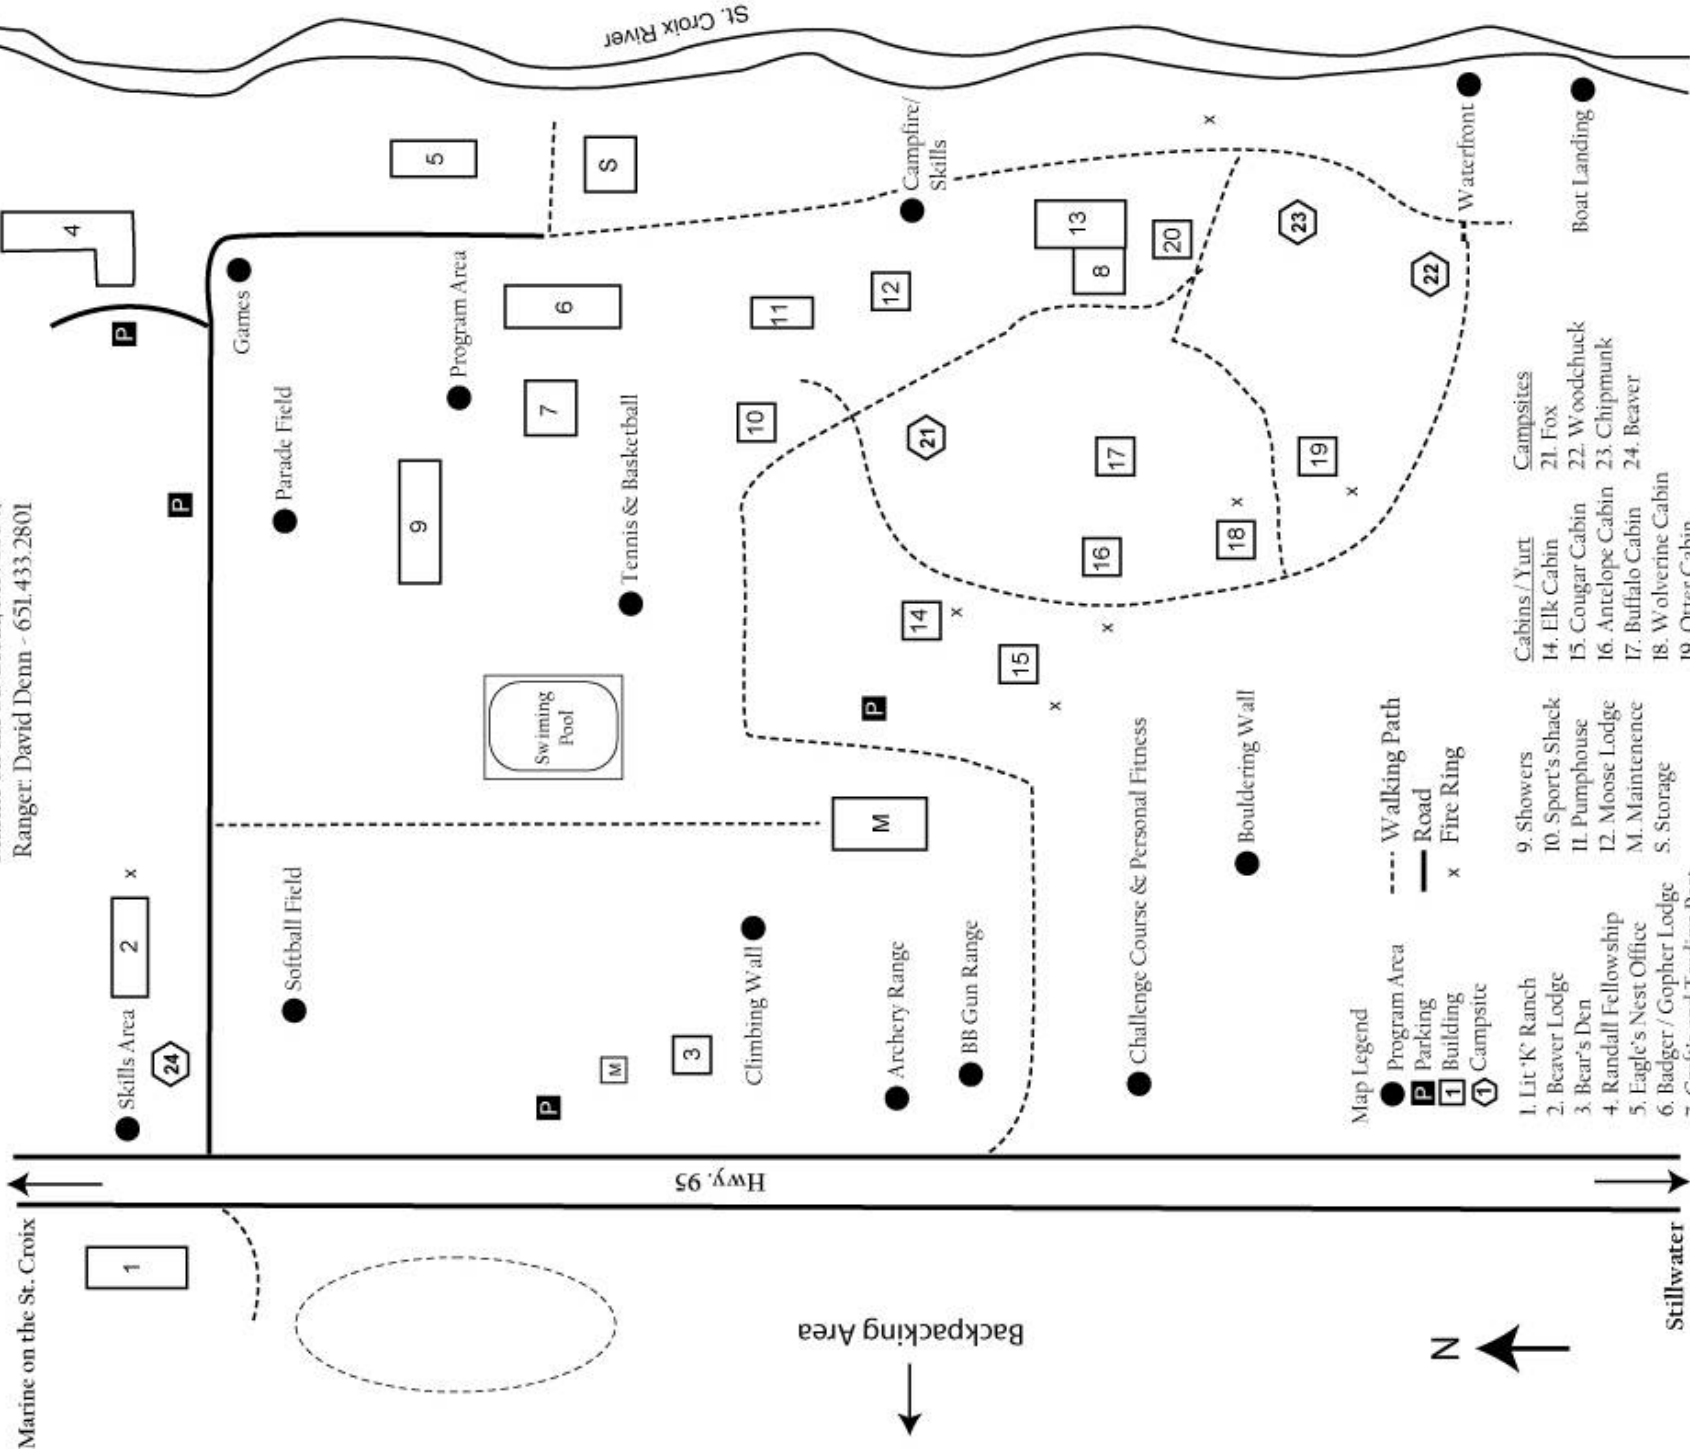 Ranger: David Denn - 651.433.2801
Marine on the St. Croix
1
2
x
4
P
P
Skills Area
24
Games
Parade Field
Softball Field
9
5
Program Area
6
7
S
Swiming
Pool
Tennis & Basketball
P
M
3
St. Croix River
Hwy. 95
Climbing Wall
10
11
12
P
M
Archery Range
BB Gun Range
Campfire/
Skills
21
14
x
15
x
Backpacking Area
13
8
20
16
17
x
Challenge Course & Personal Fitness
x
18
x
Bouldering Wall
23
19
x
22
N
Waterfront
Boat Landing
Map Legend
Program Area
P Parking
1 Building
1 Campsite
Walking Path
Road
x Fire Ring
1. Lit 'K' Ranch
2. Beaver Lodge
3. Bear's Den
4. Randall Fellowship
5. Eagle's Nest Office
6. Badger / Gopher Lodge
9. Showers
10. Sport's Shack
11. Pumphouse
12. Moose Lodge
M. Maintenence
S. Storage
Cabins / Yurt
14. Elk Cabin
15. Cougar Cabin
16. Antelope Cabin
17. Buffalo Cabin
18. Wolverine Cabin
19. Otter Cabin
Campsites
21. Fox
22. Woodchuck
23. Chipmunk
24. Beaver
Stillwater